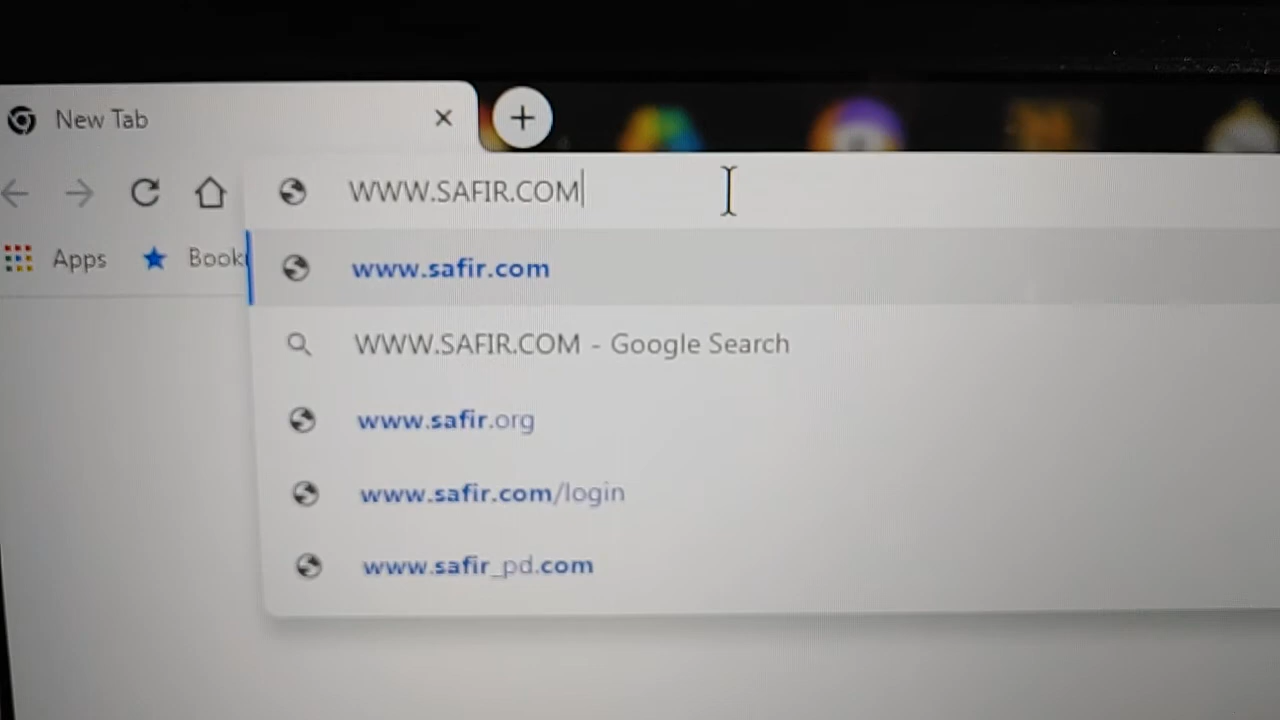 New Tab
WWW.SAFIR.COM
Apps
Book
www.safir.com
WWW.SAFIR.COM - Google Search
www.safir.org
www.safir.com/login
www.safir_pd.com